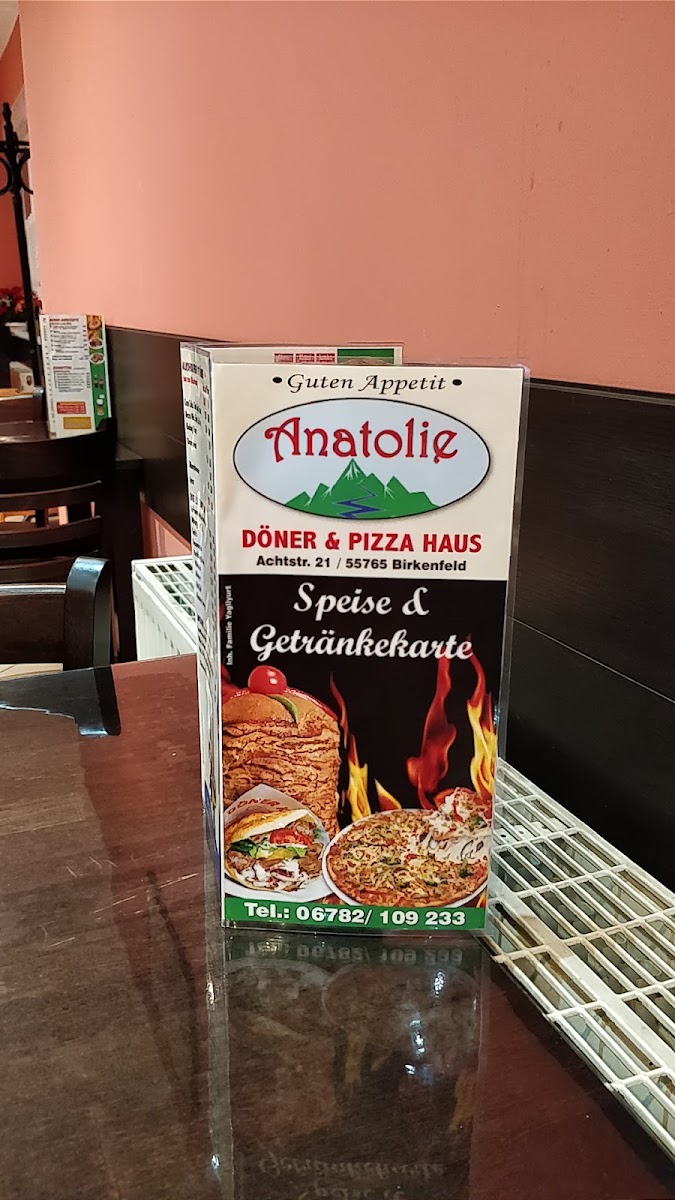 • Guten Appetit •
Anatolie
DÖNER & PIZZA HAUS
Achtstr. 21 / 55765 Birkenfeld
Speise &
Getränkekarte
Inh. Familie Yagliyurt
Tel.: 06782/ 109 233